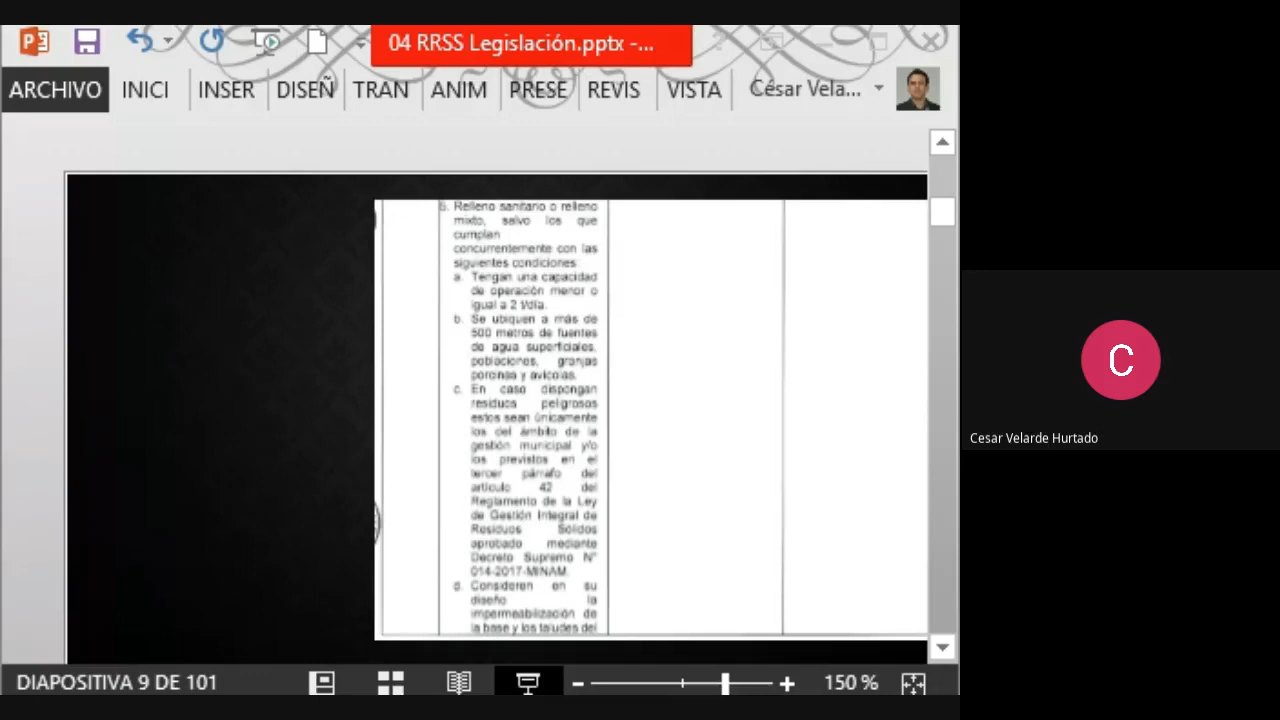 04 RRSS Legislación.pptx -...
ARCHIVO INICI INSER DISEÑ TRAN ANIM PRESE REVIS VISTA César Vela...
5. Relleno sanitario o relleno
mixto, salvo los que
cumplan
concurrentemente con las
siguientes condiciones
a. Tengan una capacidad
de operación menor o
igual a 2 t/día.
b. Se ubiquen a más de
500 metros de fuentes
de agua superficiales,
poblaciones, granjas
porcinas y avícolas.
c. En caso dispongan
residuos peligrosos
estos sean únicamente
los del ámbito de la
gestión municipal y/o
los previstos en el
tercer párrafo del
artículo 42 del
Reglamento de la Ley
de Gestión Integral de
Residuos Sólidos
aprobado mediante
Decreto Supremo N°
014-2017-MINAM.
d. Consideren en su
diseño la
impermeabilización de
la base y los taludes del
C
Cesar Velarde Hurtado
DIAPOSITIVA 9 DE 101
150 %